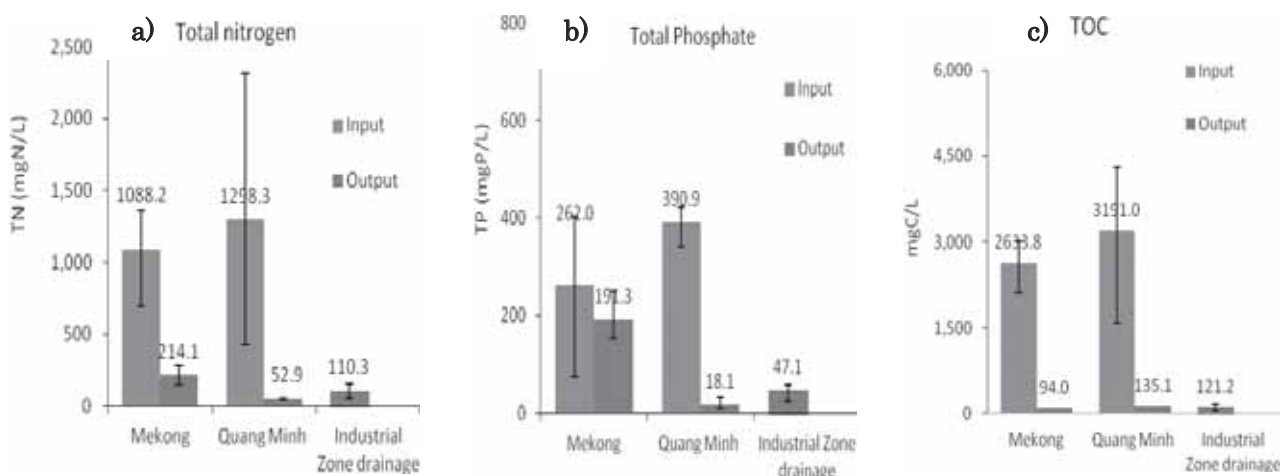 a) Total nitrogen
2,500
2,000
1,500
1,000
500
0
TN (mgN/L)
Input
Output
1088.2
214.1
1298.3
52.9
110.3
Mekong
Quang Minh
Industrial
Zone drainage
b) Total Phosphate
800
600
400
200
0
TP (mgP/L)
Input
Output
262.0
191.3
390.9
18.1
47.1
Mekong
Quang Minh
Industrial Zone
drainage
c) TOC
6,000
4,500
3,000
1,500
0
mgC/L
Input
Output
94.0
3191.0
135.1
121.2
Mekong
Quang Minh
Industrial
Zone drainage